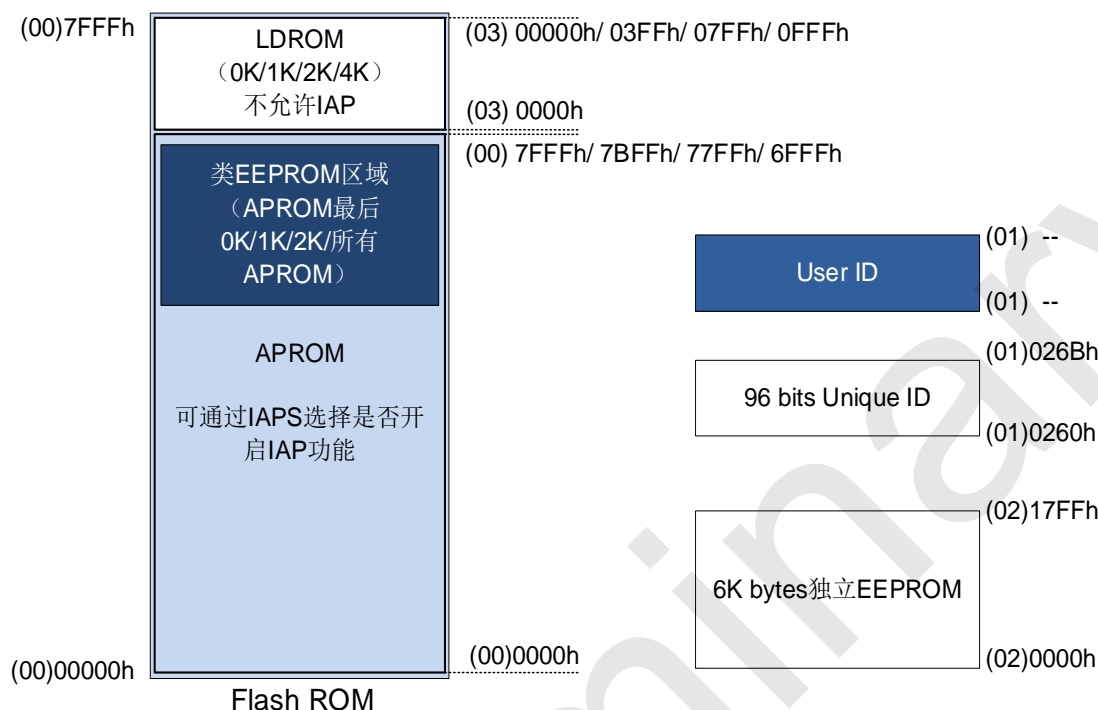 (00)7FFFh
LDROM
（0K/1K/2K/4K）
不允许IAP
(03) 00000h/ 03FFh/ 07FFh/ 0FFFh
(03) 0000h
(00) 7FFFh/ 7BFFh/ 77FFh/ 6FFFh
类EEPROM区域
（APROM最后
0K/1K/2K/所有
APROM）
APROM
可通过IAPS选择是否开
启IAP功能
(00)00000h
(00)0000h
Flash ROM
(01) --
User ID
(01) --
(01)026Bh
96 bits Unique ID
(01)0260h
(02)17FFh
6K bytes独立EEPROM
(02)0000h